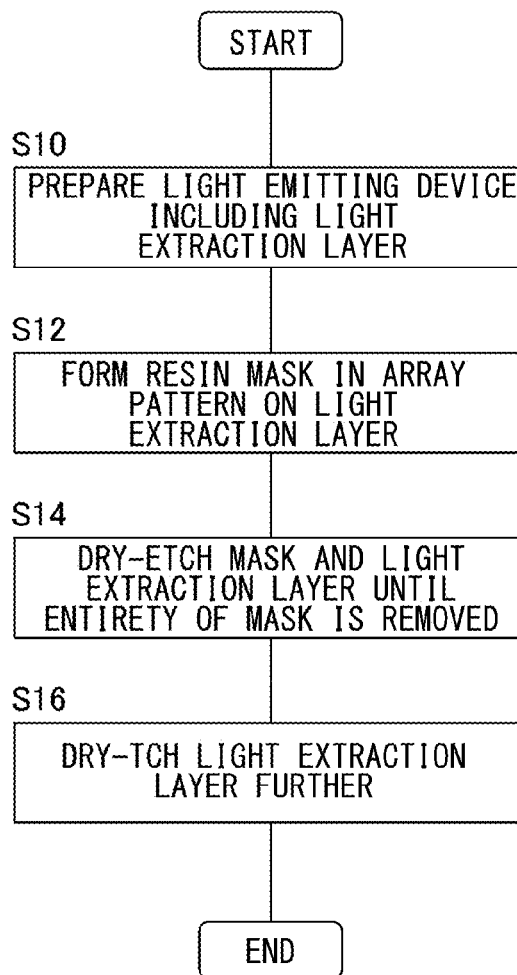 START
S10
PREPARE LIGHT EMITTING DEVICE
INCLUDING LIGHT
EXTRACTION LAYER
S12
FORM RESIN MASK IN ARRAY
PATTERN ON LIGHT
EXTRACTION LAYER
S14
DRY-ETCH MASK AND LIGHT
EXTRACTION LAYER UNTIL
ENTIRETY OF MASK IS REMOVED
S16
DRY-TCH LIGHT EXTRACTION
LAYER FURTHER
END